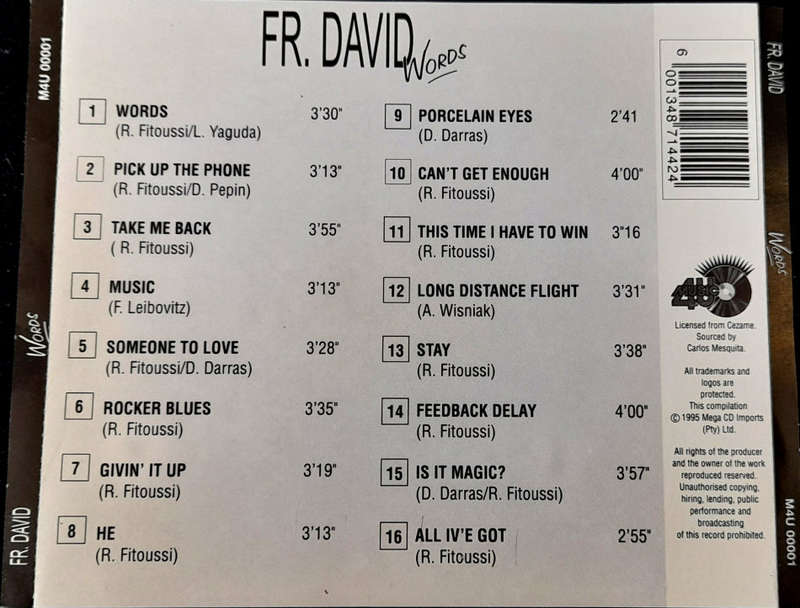 FR. DAVID
WORDS
1 WORDS 3'30"
(R. Fitoussi/L. Yaguda)
2 PICK UP THE PHONE 3'13"
(R. Fitoussi/D. Pepin)
3 TAKE ME BACK 3'55"
( R. Fitoussi)
4 MUSIC 3'13"
(F. Leibovitz)
5 SOMEONE TO LOVE 3'28"
(R. Fitoussi/D. Darras)
6 ROCKER BLUES 3'35"
(R. Fitoussi)
7 GIVIN' IT UP 3'19"
(R. Fitoussi)
8 HE 3'13"
(R. Fitoussi)
9 PORCELAIN EYES 2'41
(D. Darras)
10 CAN'T GET ENOUGH 4'00"
(R. Fitoussi)
11 THIS TIME I HAVE TO WIN 3"16
(R. Fitoussi)
12 LONG DISTANCE FLIGHT 3'31"
(A. Wisniak)
13 STAY 3'38"
(R. Fitoussi)
14 FEEDBACK DELAY 4'00"
(R. Fitoussi)
15 IS IT MAGIC? 3'57"
(D. Darras/R. Fitoussi)
16 ALL IV'E GOT 2'55"
(R. Fitoussi)
6 001348 714424
4U
MUSIC
4U
Licensed from Cezame.
Sourced by
Carlos Mesquita.
All trademarks and
logos are
protected.
This compilation
© 1995 Mega CD Imports
(Pty) Ltd.
All rights of the producer
and the owner of the work
reproduced reserved.
Unauthorised copying,
hiring, lending, public
performance and
broadcasting
of this record prohibited.
M4U 00001
WORDS
FR. DAVID
FR. DAVID
WORDS
M4U 00001